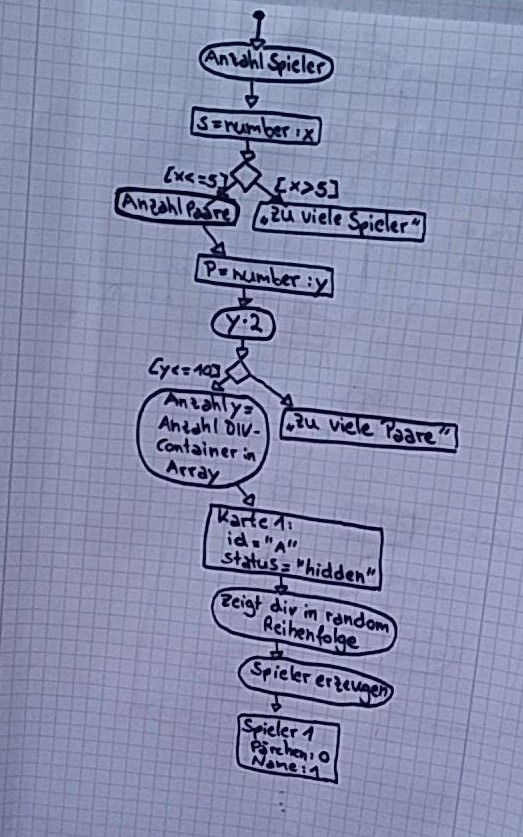 Anzahl Spieler
s=number:x
[x<=5]
[x>5]
Anzahl Paare
"Zu viele Spieler"
P=number:y
y·2
[y<=10]
Anzahl y=
Anzahl DIV-
Container in
Array
"Zu viele Paare"
Karte 1:
id="A"
status="hidden"
Zeigt div in random
Reihenfolge
Spieler erzeugen
Spieler 1
Pärchen:0
Name:1